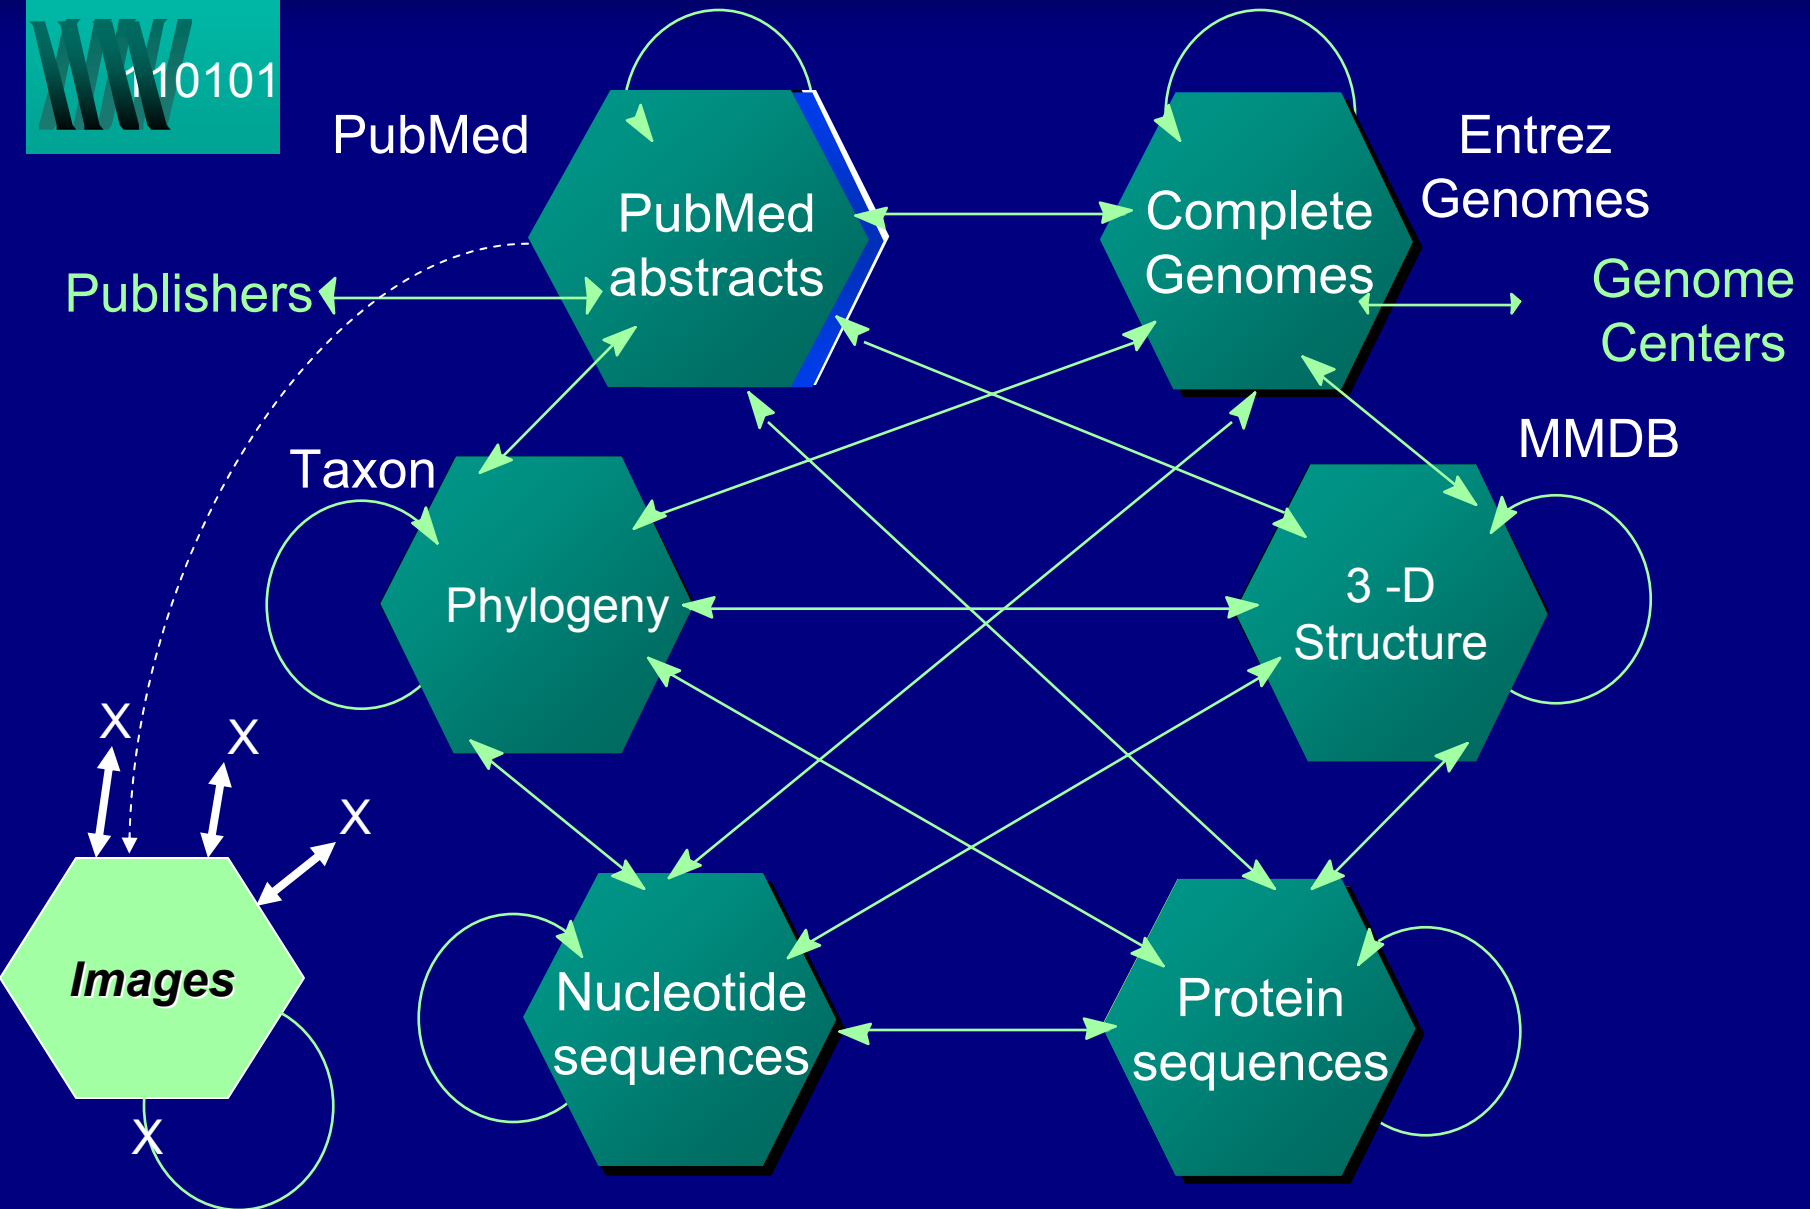 110101
PubMed
PubMed
abstracts
Complete
Genomes
Entrez
Genomes
Publishers
Genome
Centers
Taxon
MMDB
Phylogeny
3 -D
Structure
X
X
X
Images
Nucleotide
sequences
Protein
sequences
X